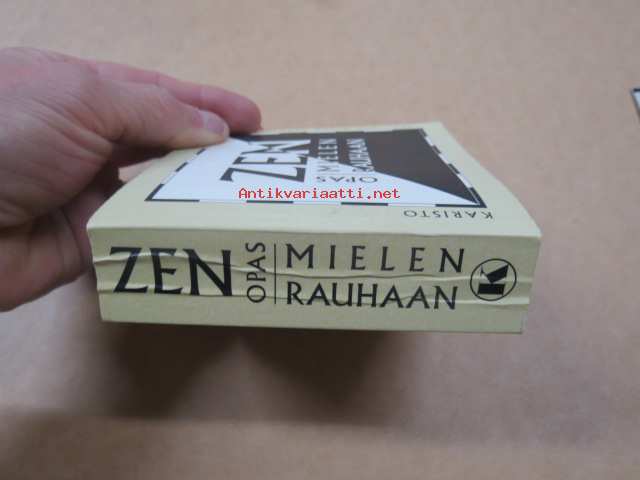 ZEN
OPAS
MIELEN
RAUHAAN
KARISTO
Antikvariaatti.net
ZEN
OPAS
MIELEN
RAUHAAN
K